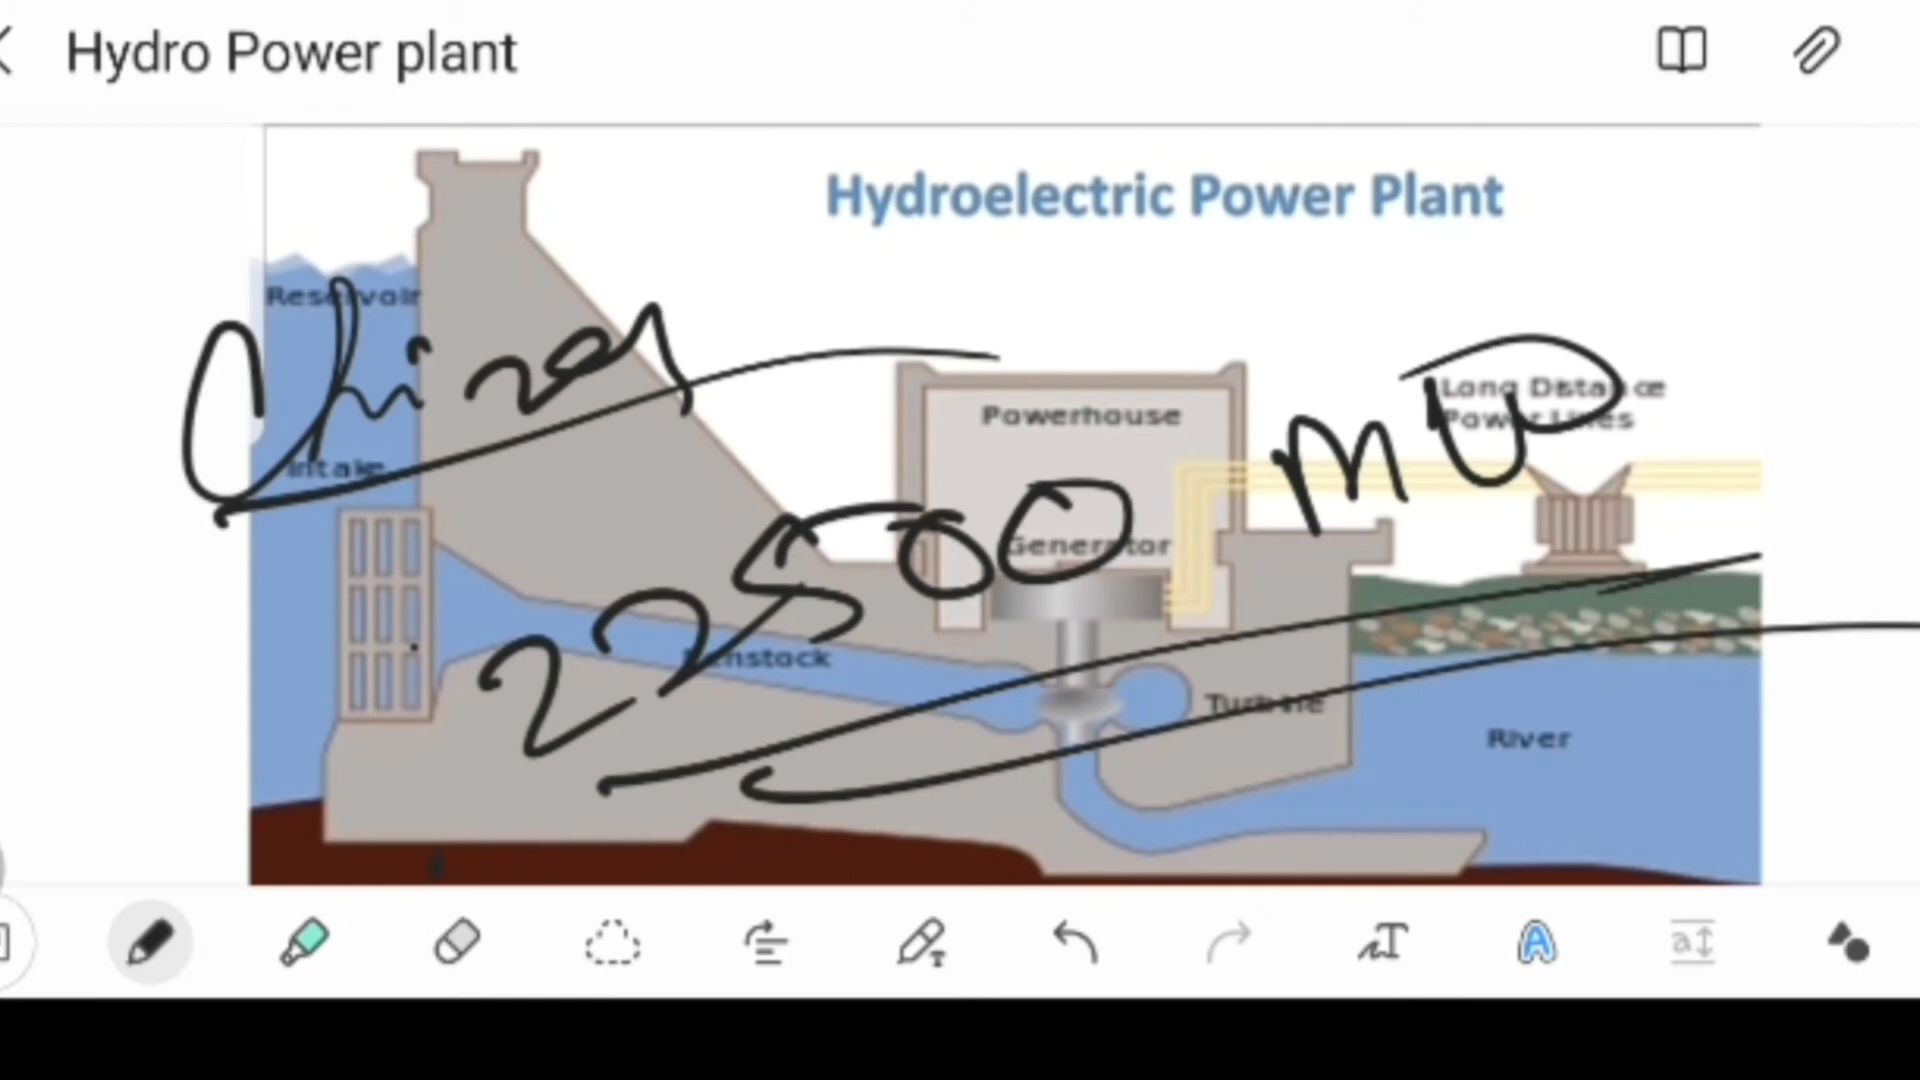 Hydro Power plant
Hydroelectric Power Plant
Reservoir
China
Long Distance
Power Lines
Powerhouse
Intake
22500 MW
Generator
Penstock
Turbine
River